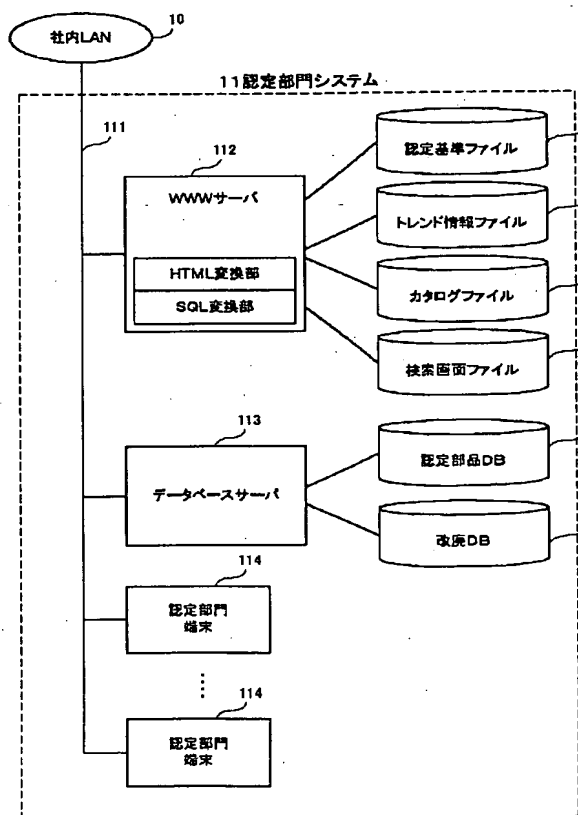 社内LAN
10
11認定部門システム
111
112
WWWサーバ
HTML変換部
SQL変換部
認定基準ファイル
トレンド情報ファイル
カタログファイル
検索画面ファイル
113
データベースサーバ
認定部品DB
改廃DB
114
認定部門
端末
114
認定部門
端末